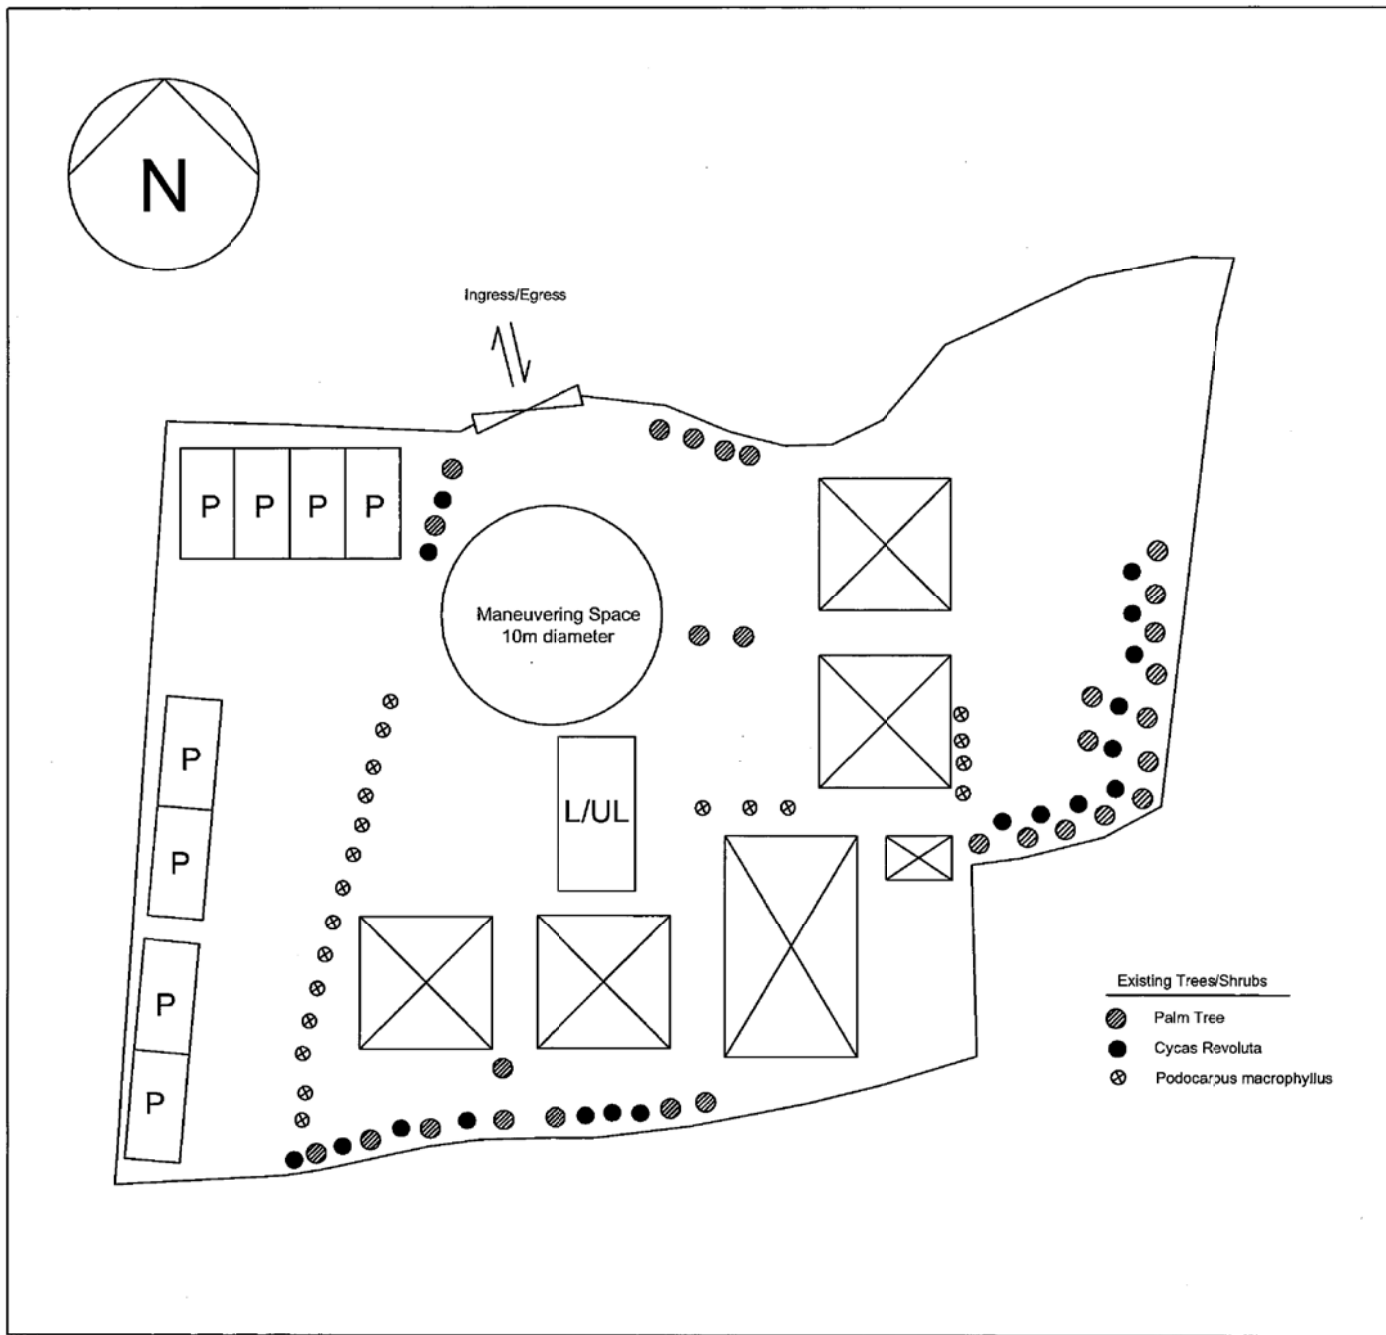 N
Ingress/Egress
P P P P
Maneuvering Space
10m diameter
P
P
L/UL
P
P
Existing Trees/Shrubs
Palm Tree
Cycas Revoluta
Podocarpus macrophyllus